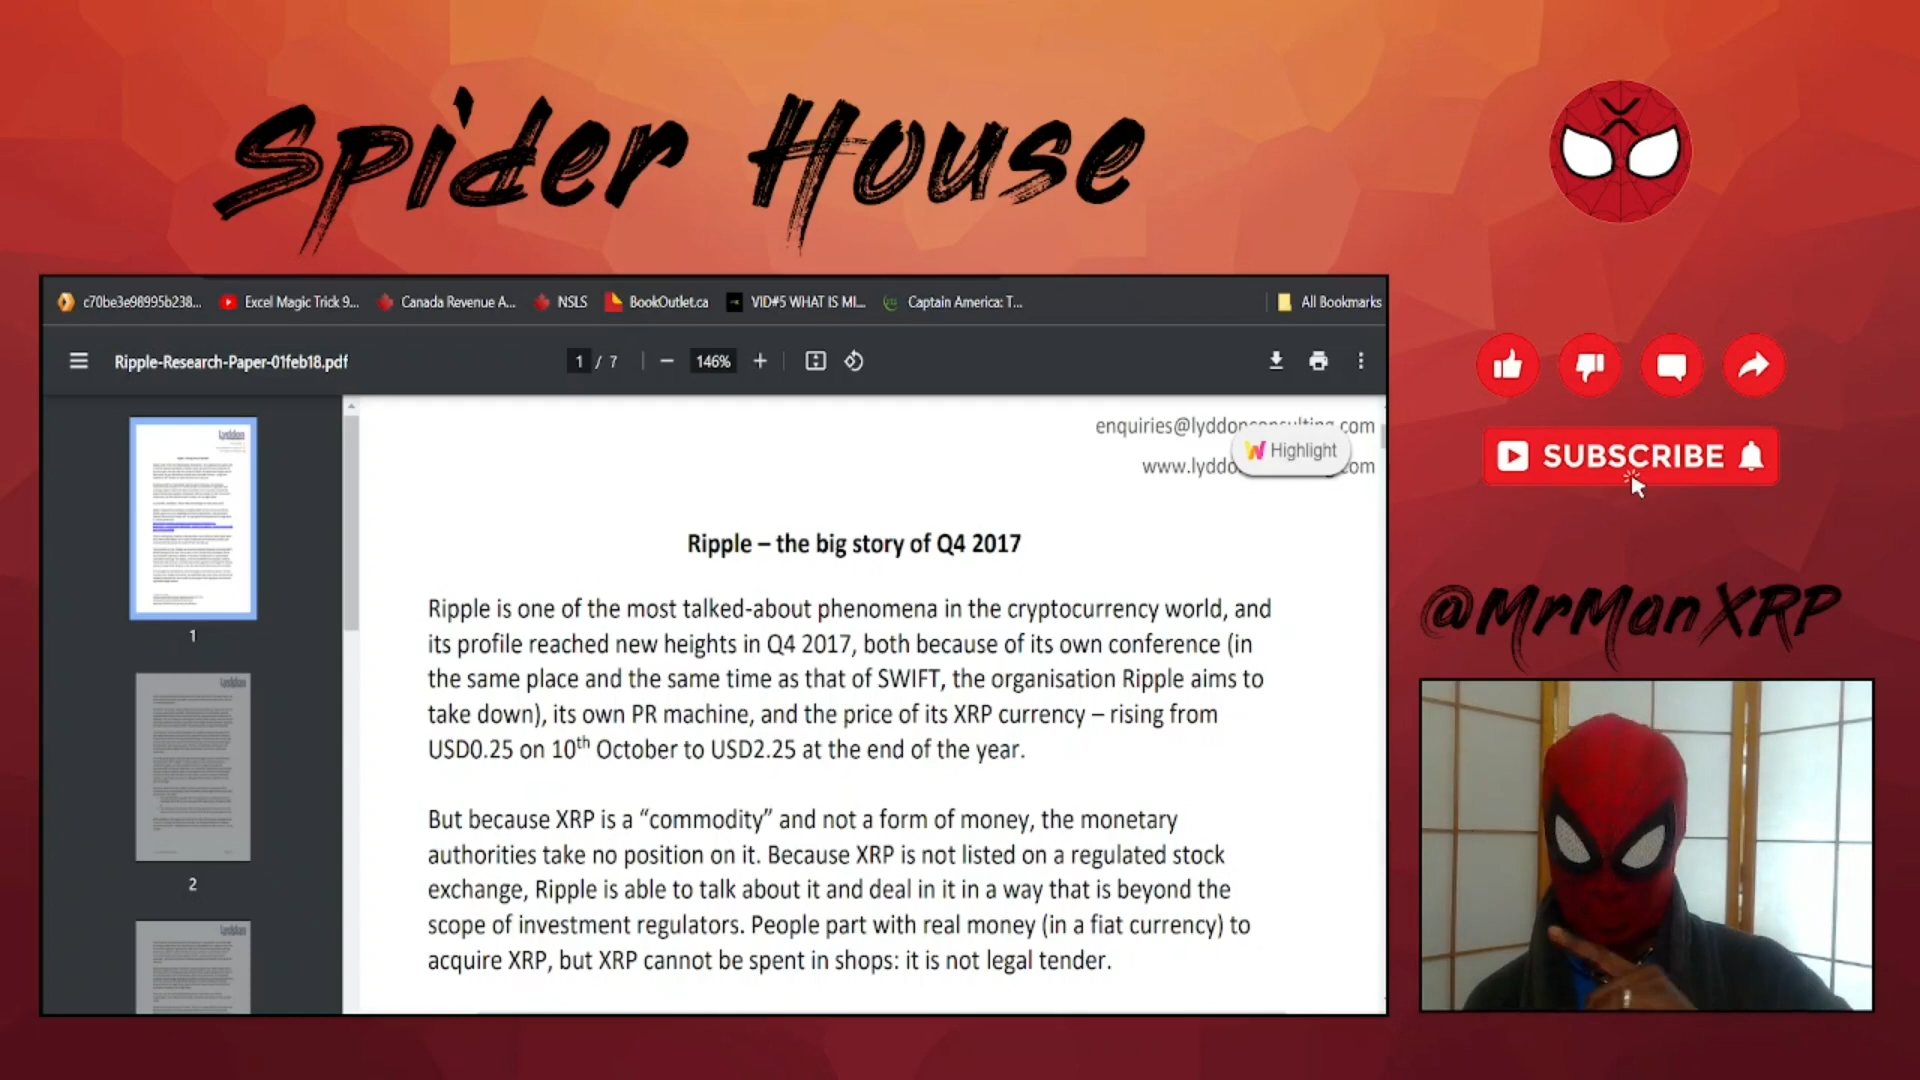 Spider House
c70be3e98995b238...
Excel Magic Trick 9...
Canada Revenue A...
NSLS
BookOutlet.ca
VID#5 WHAT IS MI...
Captain America: T...
All Bookmarks
Ripple-Research-Paper-01feb18.pdf
1 / 7
146%
enquiries@lyddonconsulting.com
Highlight
www.lyddo
om
Ripple – the big story of Q4 2017
Ripple is one of the most talked-about phenomena in the cryptocurrency world, and
its profile reached new heights in Q4 2017, both because of its own conference (in
the same place and the same time as that of SWIFT, the organisation Ripple aims to
take down), its own PR machine, and the price of its XRP currency – rising from
USD0.25 on 10th October to USD2.25 at the end of the year.
But because XRP is a “commodity” and not a form of money, the monetary
authorities take no position on it. Because XRP is not listed on a regulated stock
exchange, Ripple is able to talk about it and deal in it in a way that is beyond the
scope of investment regulators. People part with real money (in a fiat currency) to
acquire XRP, but XRP cannot be spent in shops: it is not legal tender.
Lyddon
1
Lyddon
2
Lyddon
SUBSCRIBE
@MrManXRP